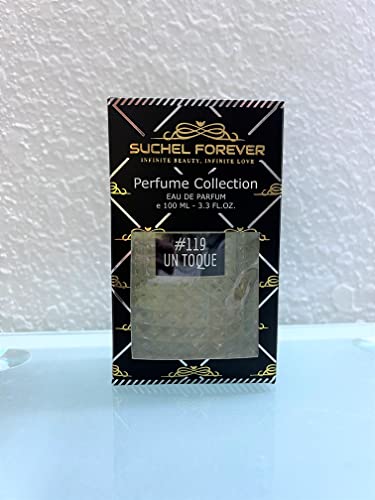 SUCHEL FOREVER
INFINITE BEAUTY, INFINITE LOVE
Perfume Collection
EAU DE PARFUM
e 100 ML - 3.3 FL.OZ.
#119
UN TOQUE